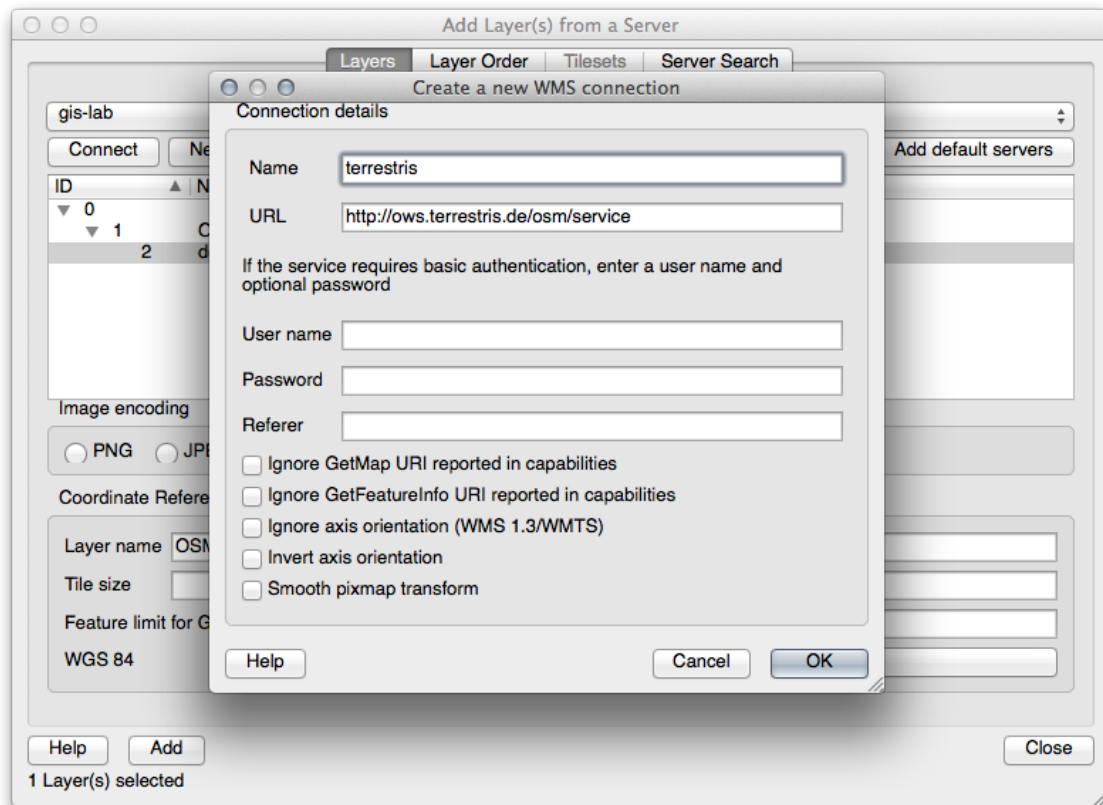 Add Layer(s) from a Server
Layers Layer Order Tilesets Server Search
Create a new WMS connection
gis-lab
Connect
Add default servers
ID
0
1
2
Connection details
Name terrestris
URL http://ows.terrestris.de/osm/service
If the service requires basic authentication, enter a user name and
optional password
User name
Password
Referer
Ignore GetMap URI reported in capabilities
Ignore GetFeatureInfo URI reported in capabilities
Ignore axis orientation (WMS 1.3/WMTS)
Invert axis orientation
Smooth pixmap transform
Help Cancel OK
Image encoding
PNG
Coordinate
Layer name OSM
Tile size
Feature limit for
WGS 84
Help Add Close
1 Layer(s) selected